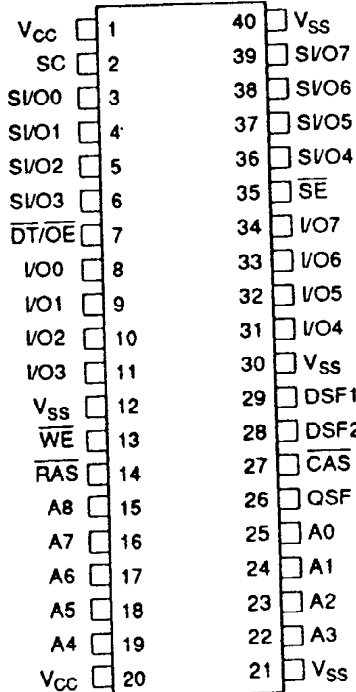 VCC 1 40 VSS
SC 2 39 SI/O7
SI/O0 3 38 SI/O6
SI/O1 4 37 SI/O5
SI/O2 5 36 SI/O4
SI/O3 6 35 SE
DT/OE 7 34 I/O7
I/O0 8 33 I/O6
I/O1 9 32 I/O5
I/O2 10 31 I/O4
I/O3 11 30 VSS
VSS 12 29 DSF1
WE 13 28 DSF2
RAS 14 27 CAS
A8 15 26 QSF
A7 16 25 A0
A6 17 24 A1
A5 18 23 A2
A4 19 22 A3
VCC 20 21 VSS